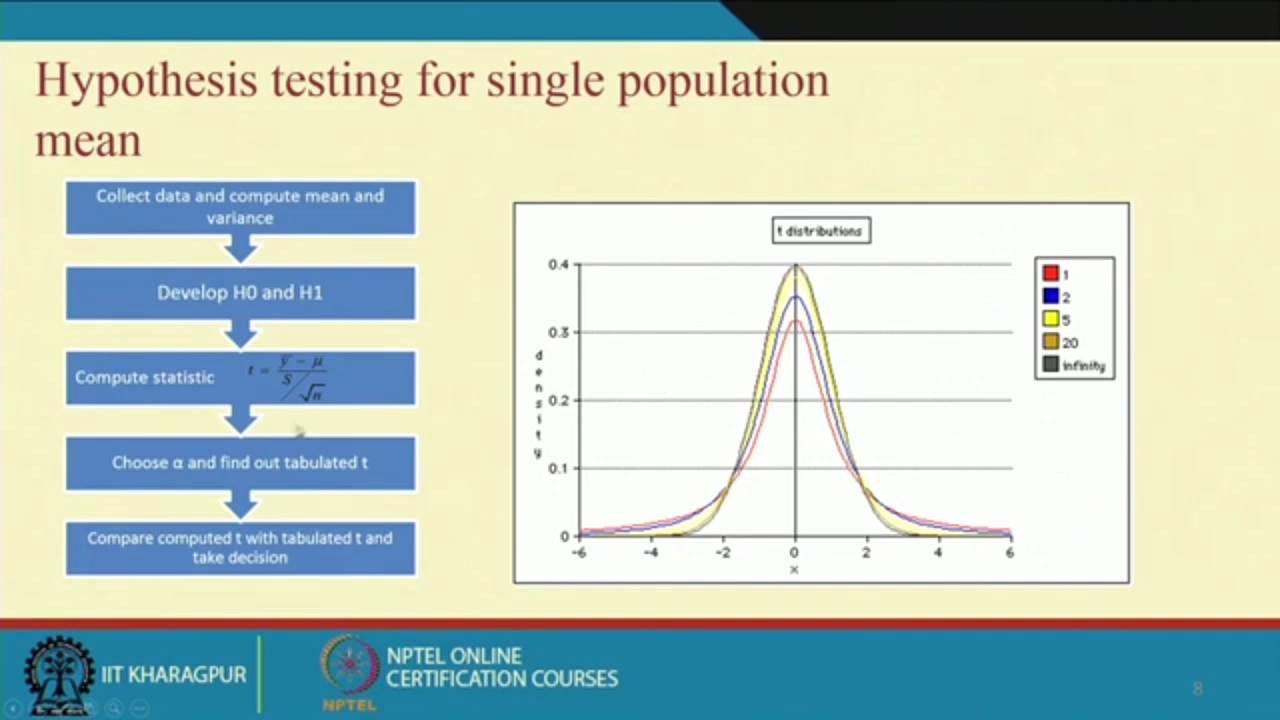 Hypothesis testing for single population
mean
Collect data and compute mean and
variance
Develop H0 and H1
Compute statistic t = (y̅ − μ) / (S/√n)
Choose α and find out tabulated t
Compare computed t with tabulated t and
take decision
t distributions
density
0.4
0.3
0.2
0.1
0
-6 -4 -2 0 2 4 6
x
1
2
5
20
infinity
IIT KHARAGPUR
NPTEL
NPTEL ONLINE
CERTIFICATION COURSES
8